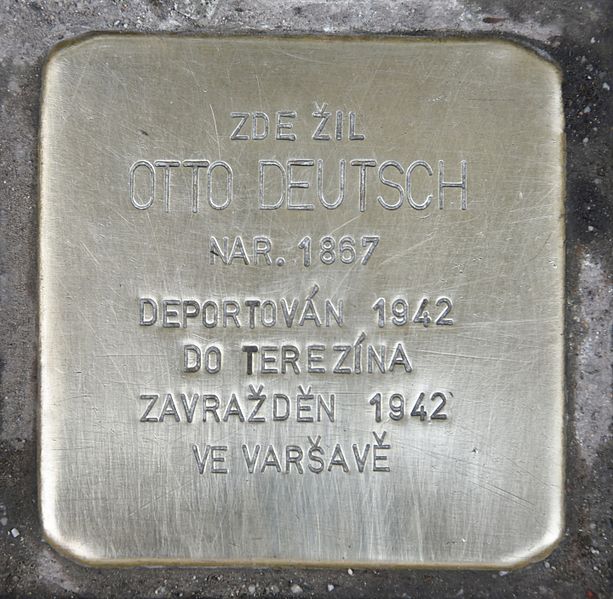 ZDE ŽIL
OTTO DEUTSCH
NAR. 1867
DEPORTOVÁN 1942
DO TEREZÍNA
ZAVRAŽDĚN 1942
VE VARŠAVĚ